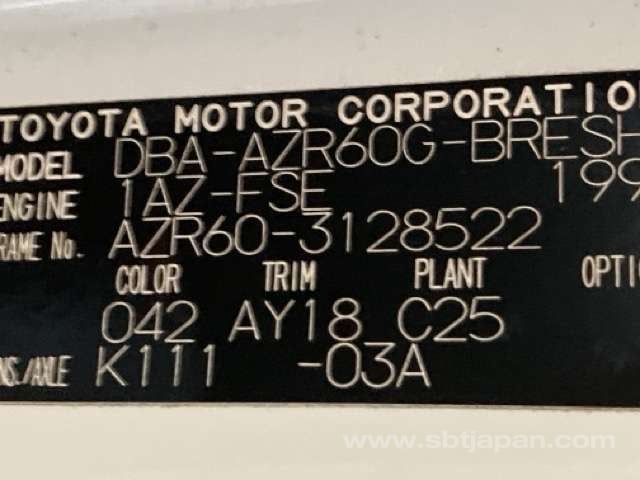 TOYOTA MOTOR CORPORATIO
MODEL DBA-AZR60G-BRESH
ENGINE 1AZ-FSE 199
RAME No. AZR60-3128522
COLOR TRIM PLANT OPTI
042 AY18 C25
NS./AXLE K111 -03A
www.sbtjapan.com